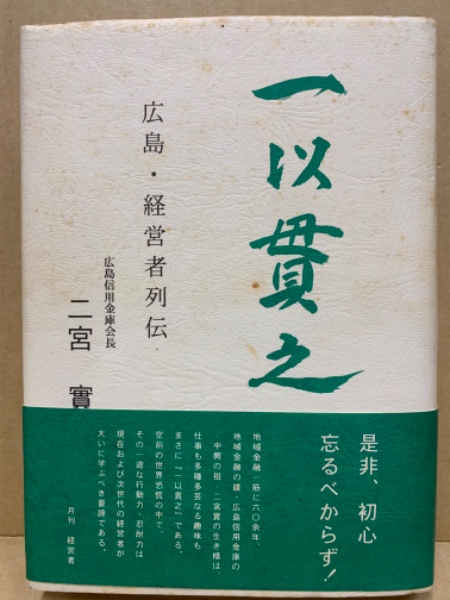 一以貫之
広島・経営者列伝
広島信用金庫会長
二宮 實
是非、初心
忘るべからず!
地域金融一筋に六〇余年、
地域金融の雄・広島信用金庫の
中興の祖、二宮實の生き様は、
仕事も多種多芸なる趣味も
まさに「一以貫之」である。
空前の世界恐慌の中で、
その一途な行動力・忍耐力は
現在および次世代の経営者が
大いに学ぶべき要諦である。
月刊 経営者